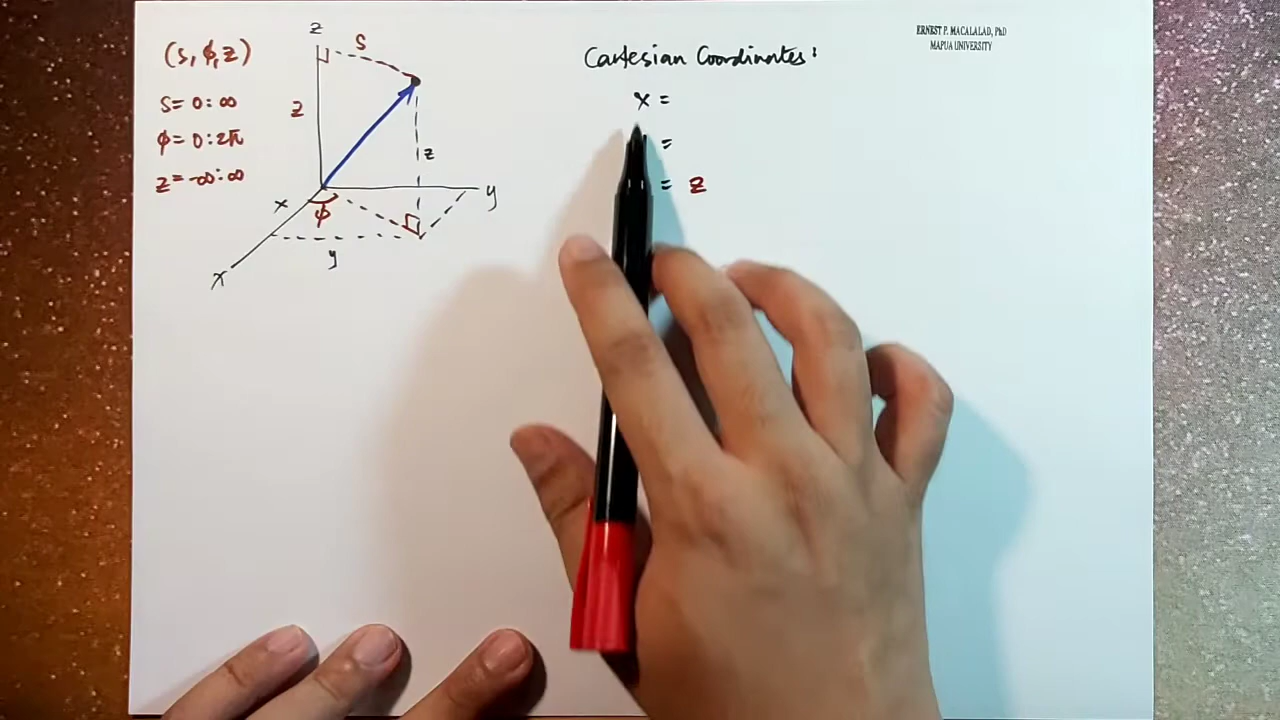 (s, ϕ, z)
s = 0 : ∞
ϕ = 0 : 2π
z = -∞ : ∞
z
s
z
z
y
x
ϕ
y
x
Cartesian Coordinates:
x =
=
= z
ERNEST P. MACALALAD, PhD
MAPUA UNIVERSITY